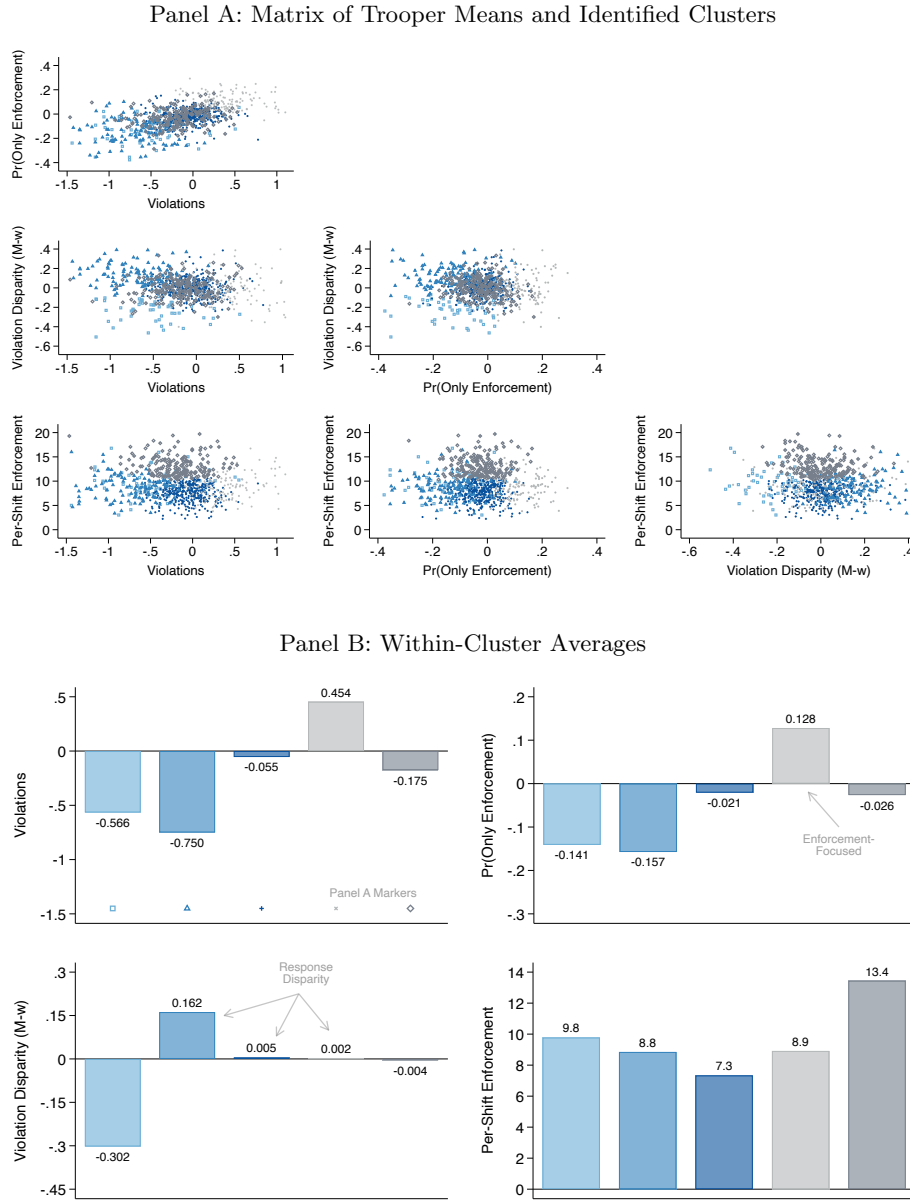 Panel A: Matrix of Trooper Means and Identified Clusters
Pr(Only Enforcement)
.4
.2
0
-.2
-.4
-1.5 -1 -.5 0 .5 1
Violations
Violation Disparity (M-w)
.4
.2
0
-.2
-.4
-.6
-1.5 -1 -.5 0 .5 1
Violations
Violation Disparity (M-w)
.4
.2
0
-.2
-.4
-.6
-.4 -.2 0 .2 .4
Pr(Only Enforcement)
Per-Shift Enforcement
20
15
10
5
0
-1.5 -1 -.5 0 .5 1
Violations
Per-Shift Enforcement
20
15
10
5
0
-.4 -.2 0 .2 .4
Pr(Only Enforcement)
Per-Shift Enforcement
20
15
10
5
0
-.6 -.4 -.2 0 .2 .4
Violation Disparity (M-w)
Panel B: Within-Cluster Averages
Violations
.5
0
-.5
-1
-1.5
-0.566
-0.750
-0.055
0.454
-0.175
Panel A Markers
Pr(Only Enforcement)
.2
.1
0
-.1
-.2
-.3
-0.141
-0.157
-0.021
0.128
-0.026
Enforcement-
Focused
Violation Disparity (M-w)
.3
.15
0
-.15
-.3
-.45
-0.302
0.162
0.005
0.002
-0.004
Response
Disparity
Per-Shift Enforcement
14
12
10
8
6
4
2
0
9.8
8.8
7.3
8.9
13.4